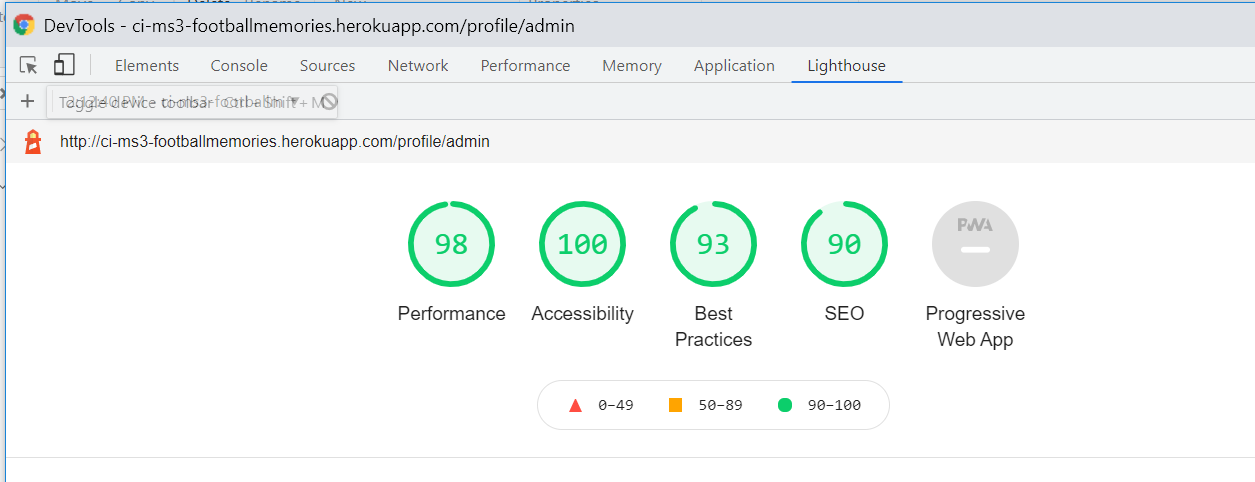 DevTools - ci-ms3-footballmemories.herokuapp.com/profile/admin
Elements Console Sources Network Performance Memory Application Lighthouse
Toggle device toolbar Ctrl + Shift + M
http://ci-ms3-footballmemories.herokuapp.com/profile/admin
98 100 93 90 PWA
Performance Accessibility Best Practices SEO Progressive Web App
0–49 50–89 90–100